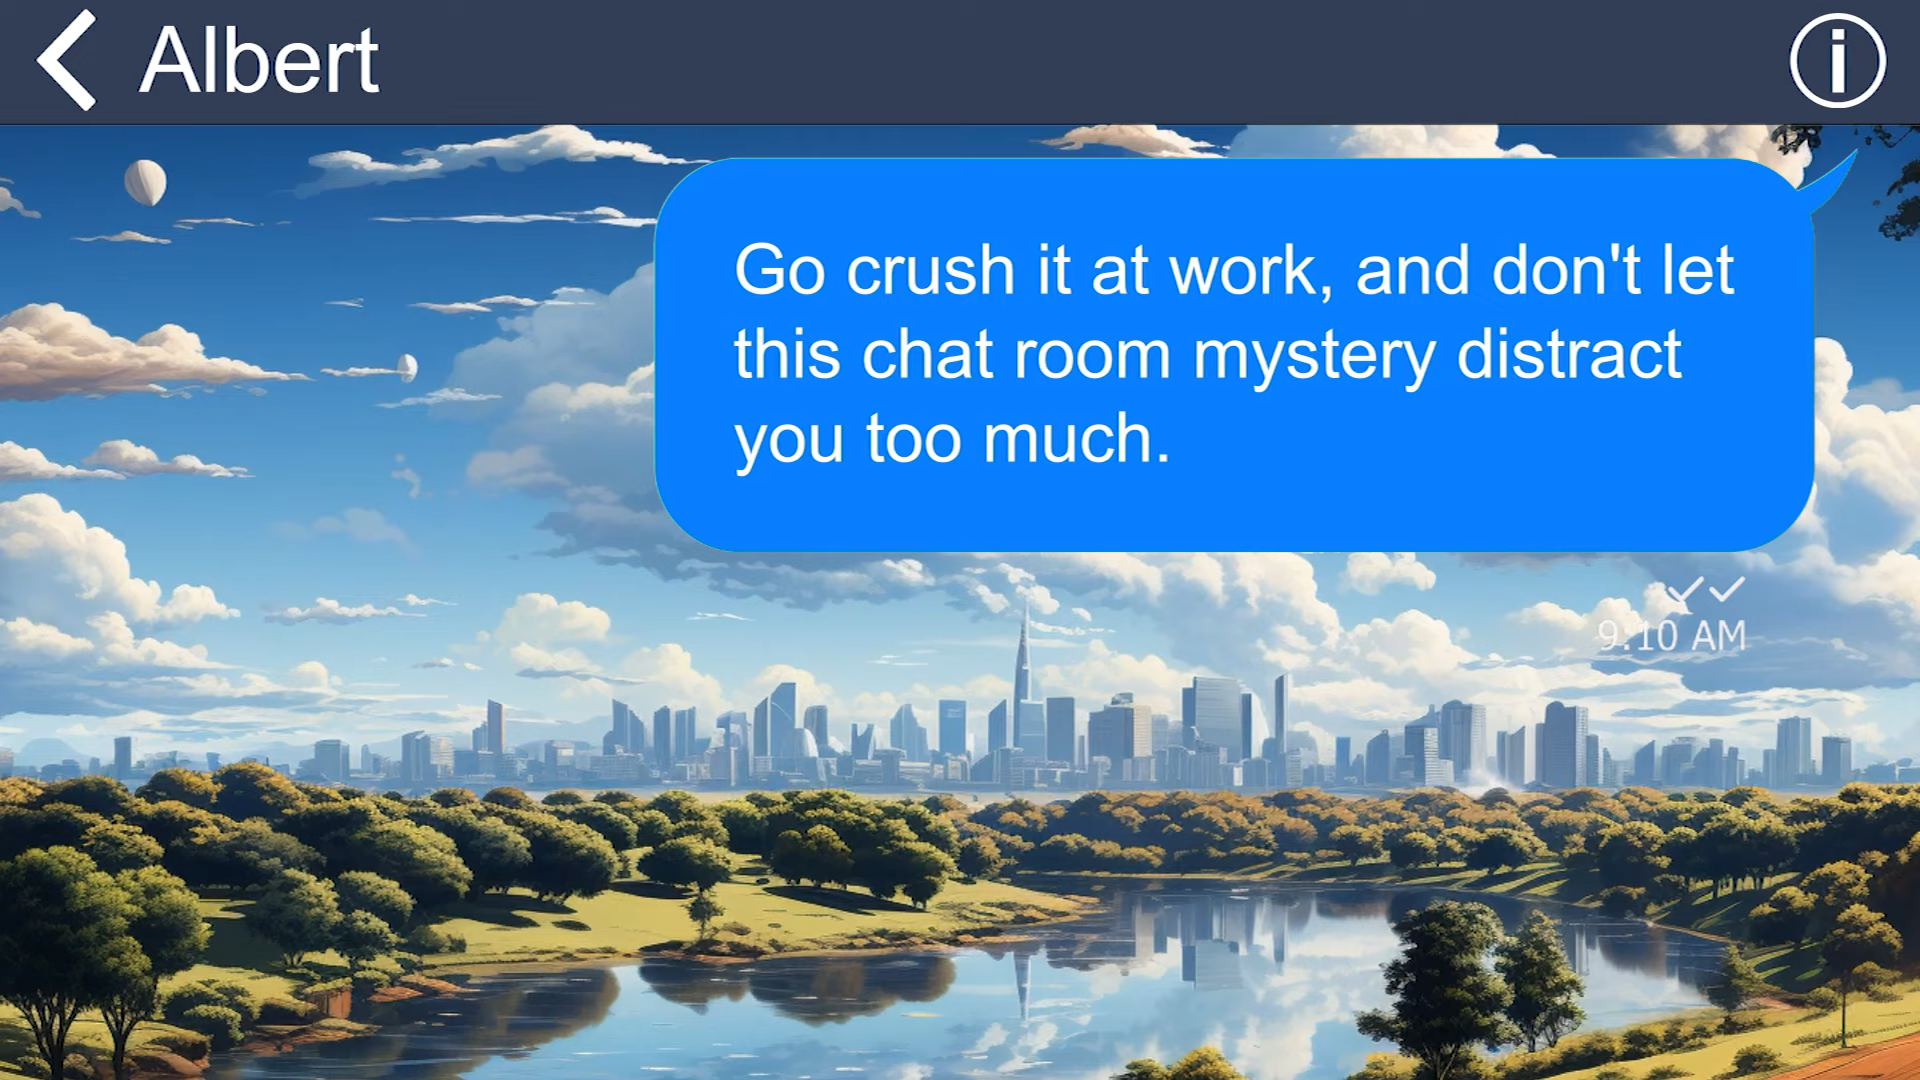 Albert
Go crush it at work, and don't let
this chat room mystery distract
you too much.
9:10 AM